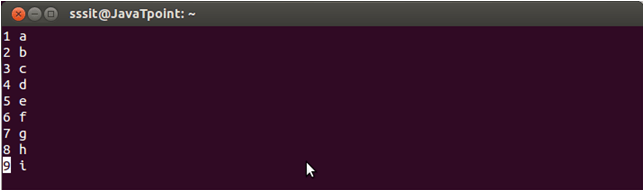 sssit@JavaTpoint: ~
1 a
2 b
3 c
4 d
5 e
6 f
7 g
8 h
9 i